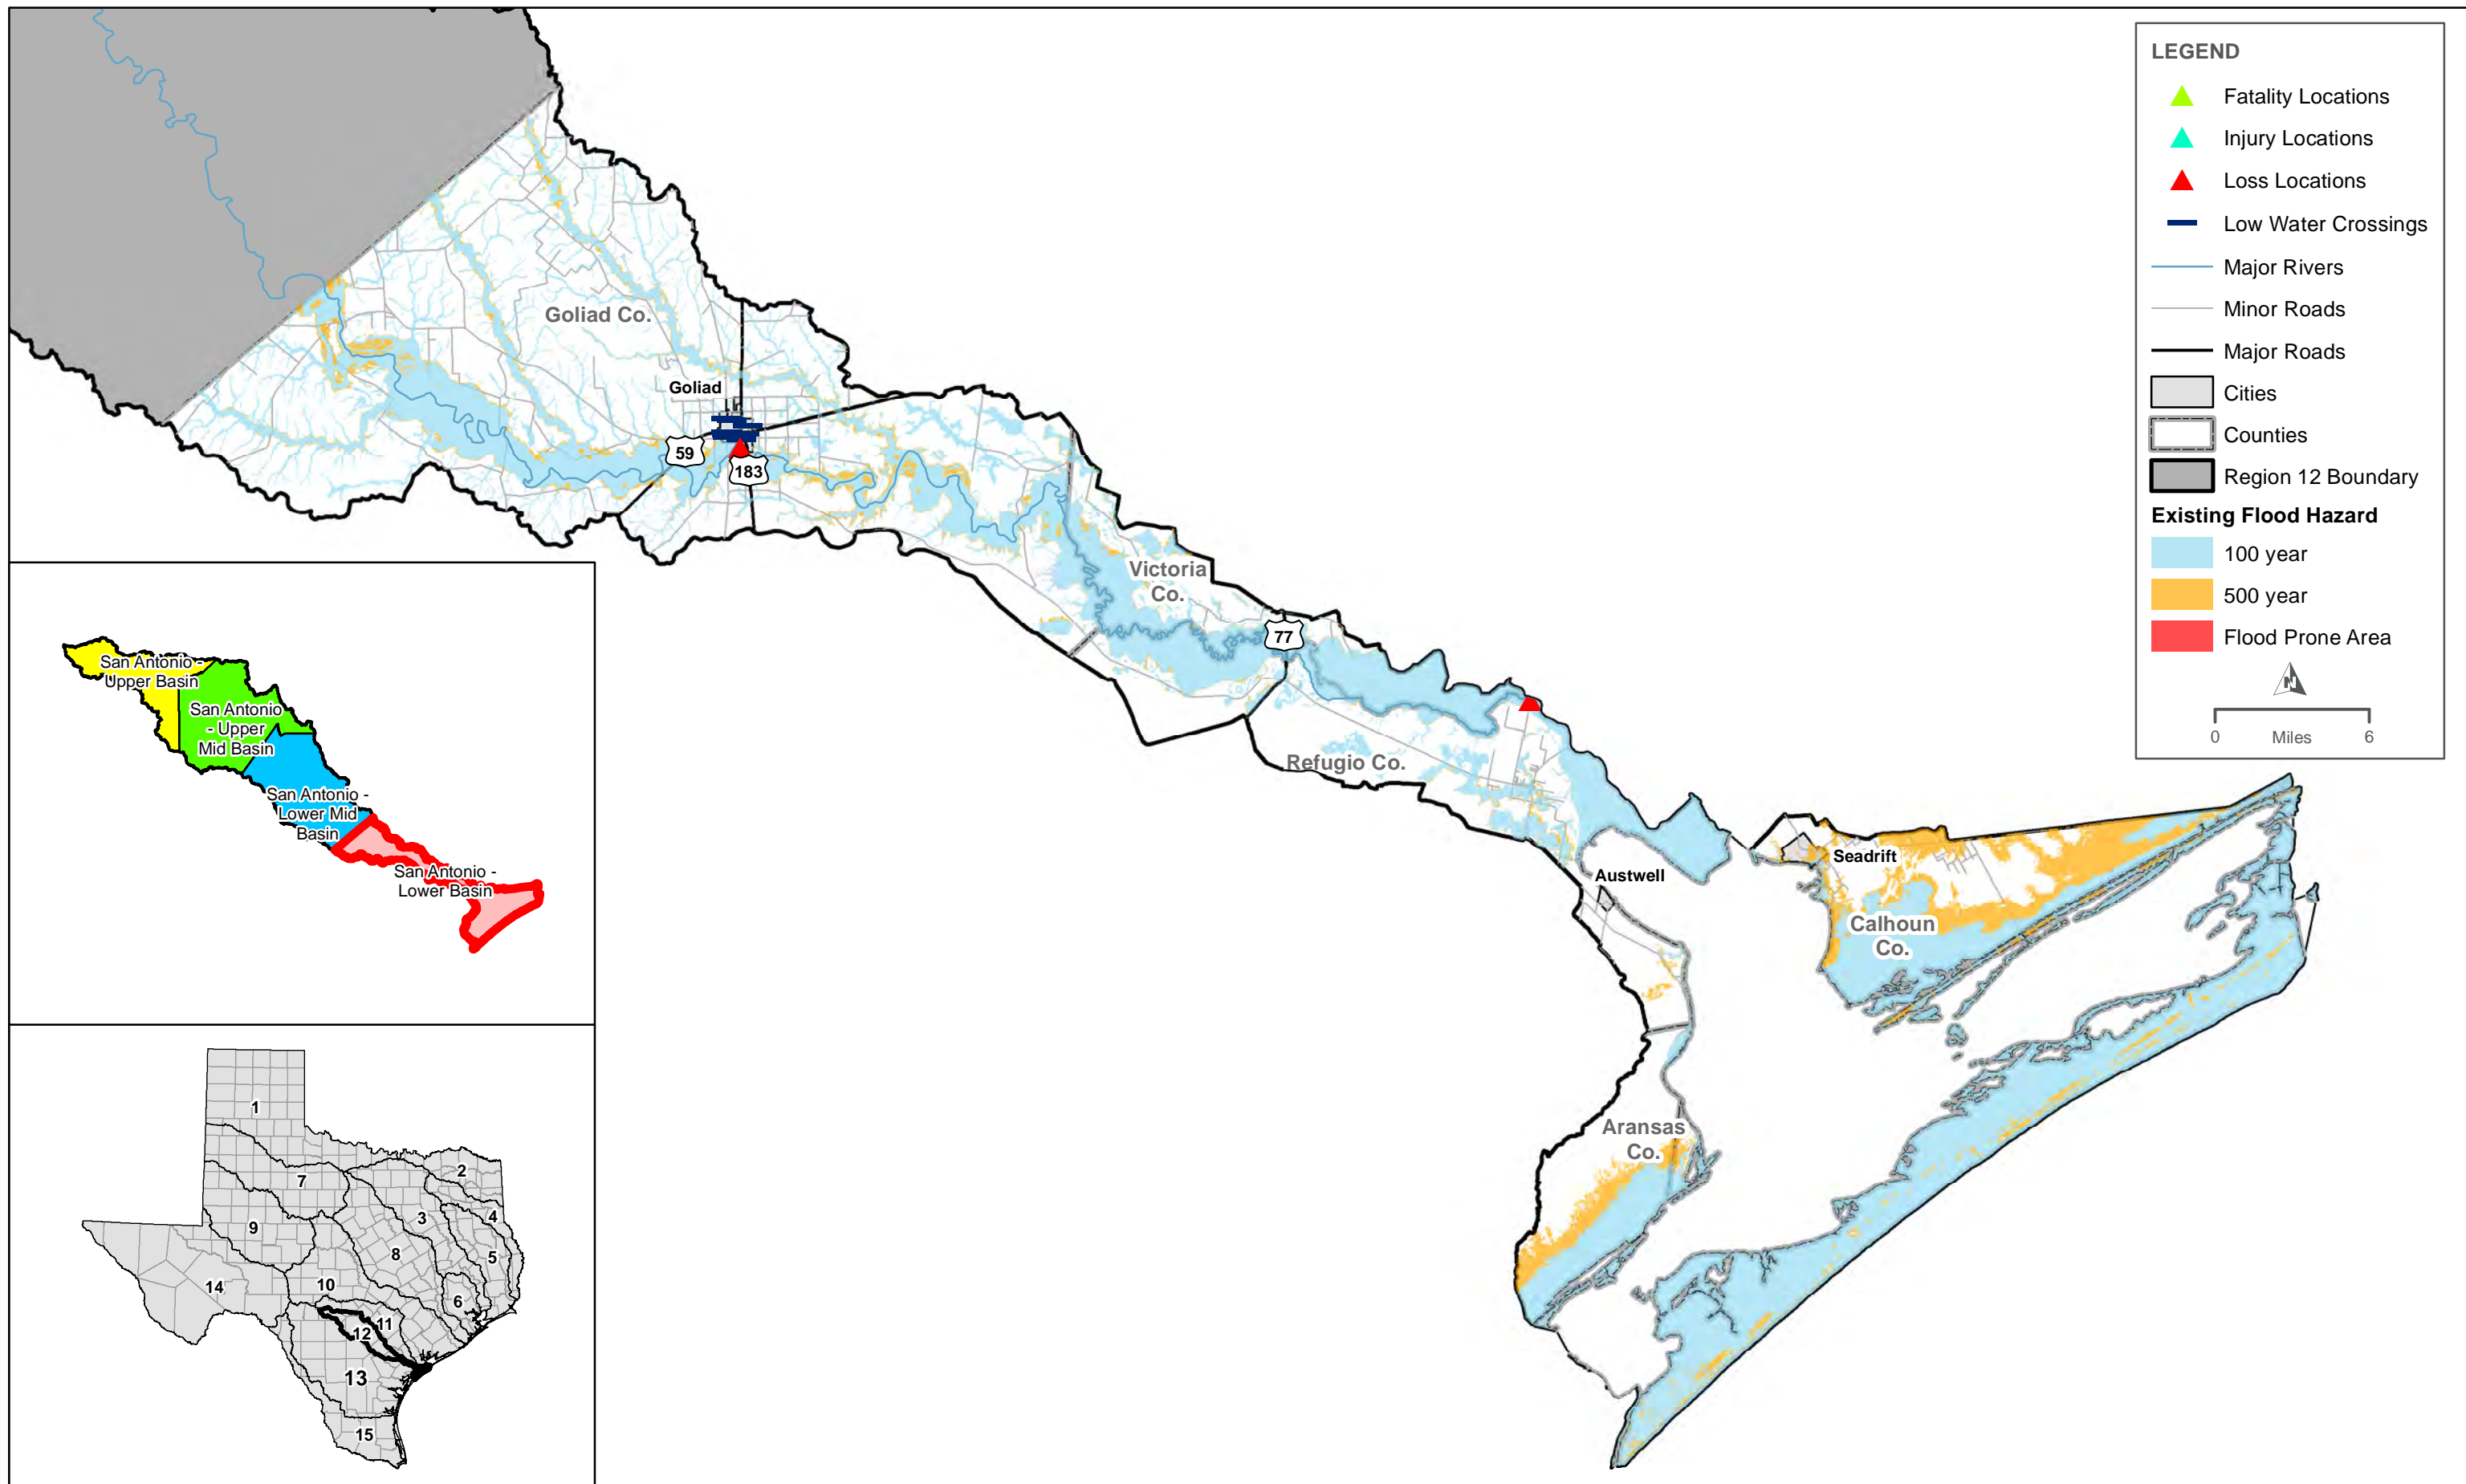 LEGEND
Fatality Locations
Injury Locations
Loss Locations
Low Water Crossings
Major Rivers
Minor Roads
Major Roads
Cities
Counties
Region 12 Boundary
Existing Flood Hazard
100 year
500 year
Flood Prone Area
N
0 Miles 6
Goliad Co.
Goliad
59
183
Victoria
Co.
77
Refugio Co.
Seadrift
Austwell
Calhoun
Co.
Aransas
Co.
San Antonio -
Upper Basin
San Antonio
- Upper
Mid Basin
San Antonio -
Lower Mid
Basin
San Antonio -
Lower Basin
1
2
7
3
4
9
8
5
14
10
6
11
12
13
15